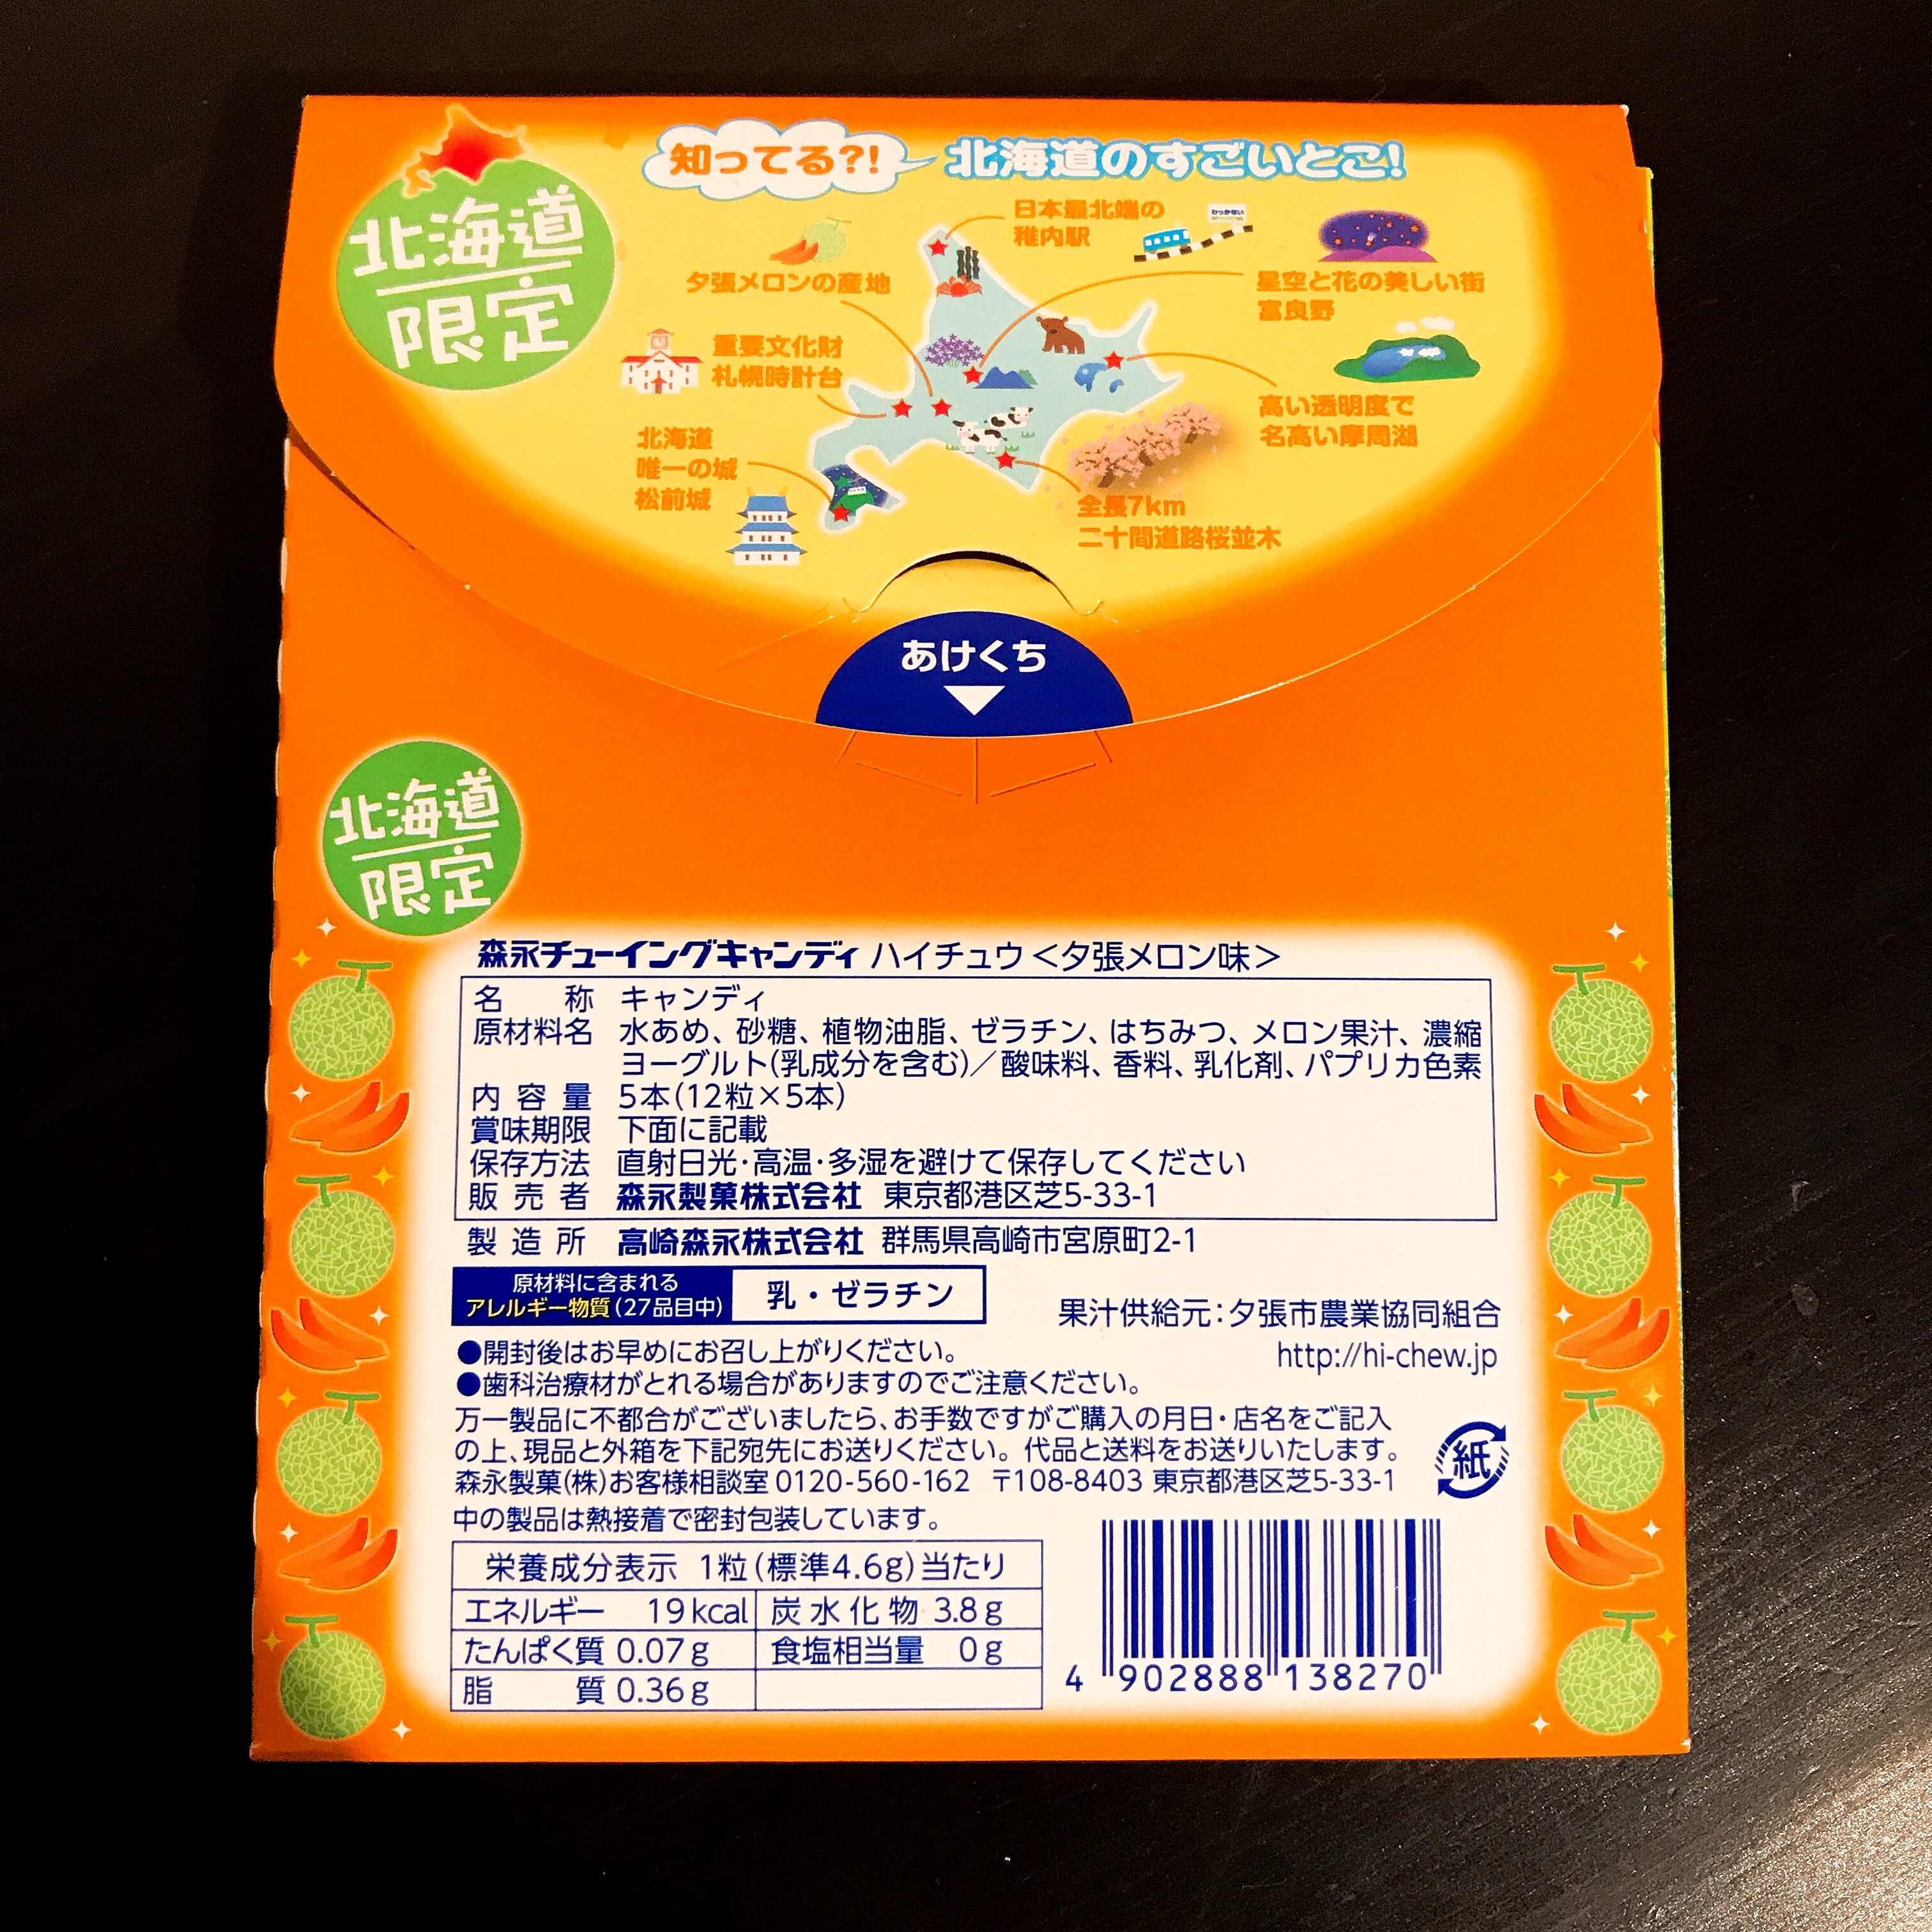 北海道
限定
知ってる?!
北海道のすごいとこ!
日本最北端の
稚内駅
わっかない
夕張メロンの産地
星空と花の美しい街
富良野
重要文化財
札幌時計台
高い透明度で
名高い摩周湖
北海道
唯一の城
松前城
全長7km
二十間道路桜並木
あけくち
北海道
限定
森永チューイングキャンディ ハイチュウ<夕張メロン味>
名称 キャンディ
原材料名 水あめ、砂糖、植物油脂、ゼラチン、はちみつ、メロン果汁、濃縮
ヨーグルト(乳成分を含む)/酸味料、香料、乳化剤、パプリカ色素
内容量 5本(12粒×5本)
賞味期限 下面に記載
保存方法 直射日光・高温・多湿を避けて保存してください
販売者 森永製菓株式会社 東京都港区芝5-33-1
製造所 高崎森永株式会社 群馬県高崎市宮原町2-1
原材料に含まれる
アレルギー物質(27品目中)
乳・ゼラチン
果汁供給元:夕張市農業協同組合
http://hi-chew.jp
●開封後はお早めにお召し上がりください。
●歯科治療材がとれる場合がありますのでご注意ください。
万一製品に不都合がございましたら、お手数ですがご購入の月日・店名をご記入
の上、現品と外箱を下記宛先にお送りください。代品と送料をお送りいたします。
森永製菓(株)お客様相談室 0120-560-162 〒108-8403 東京都港区芝5-33-1
紙
中の製品は熱接着で密封包装しています。
栄養成分表示 1粒(標準4.6g)当たり
エネルギー 19kcal 炭水化物 3.8g
たんぱく質 0.07g 食塩相当量 0g
脂質 0.36g
4 902888 138270